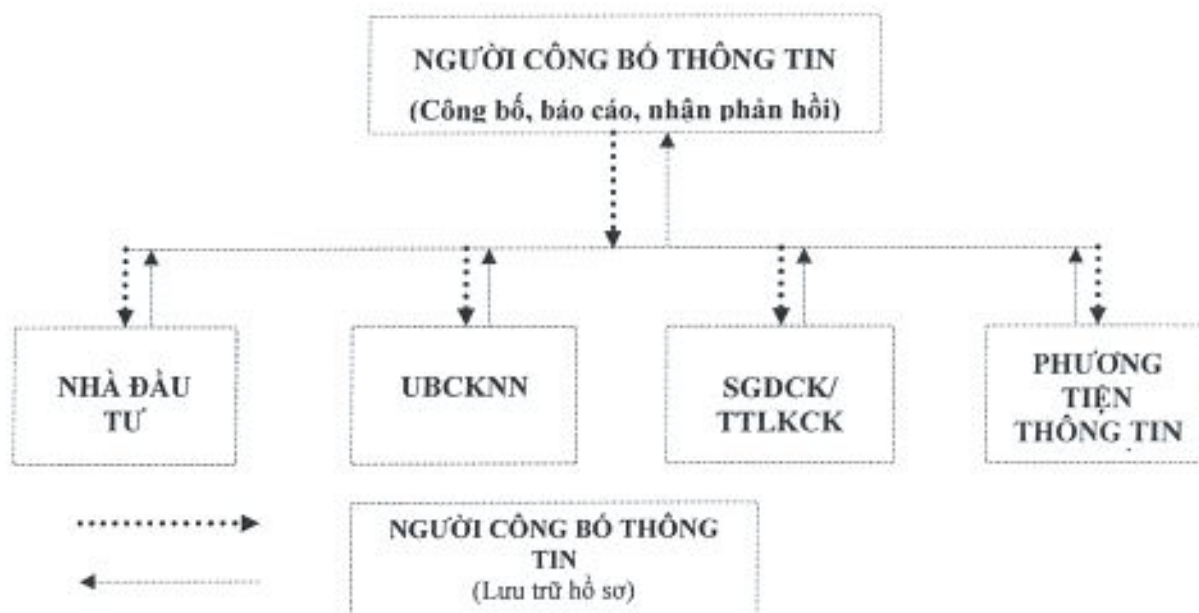 NGƯỜI CÔNG BỐ THÔNG TIN
(Công bố, báo cáo, nhận phản hồi)
NHÀ ĐẦU
TƯ
UBCKNN
SGDCK/
TTLKCK
PHƯƠNG
TIỆN
THÔNG TIN
NGƯỜI CÔNG BỐ THÔNG
TIN
(Lưu trữ hồ sơ)